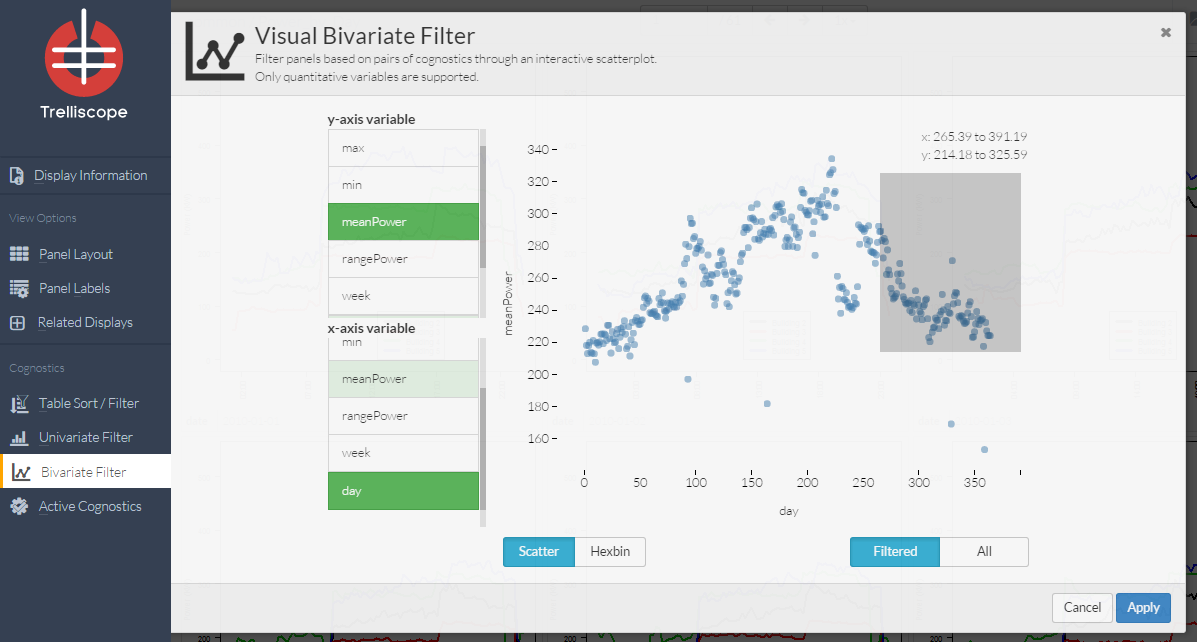 Trelliscope
Display Information
View Options
Panel Layout
Panel Labels
Related Displays
Cognostics
Table Sort / Filter
Univariate Filter
Bivariate Filter
Active Cognostics
Visual Bivariate Filter
Filter panels based on pairs of cognostics through an interactive scatterplot.
Only quantitative variables are supported.
✖
y-axis variable
max
min
meanPower
rangePower
week
x-axis variable
min
meanPower
rangePower
week
day
x: 265.39 to 391.19
y: 214.18 to 325.59
meanPower
340
320
300
280
260
240
220
200
180
160
0 50 100 150 200 250 300 350
day
Scatter Hexbin
Filtered All
Cancel Apply
200 200 200